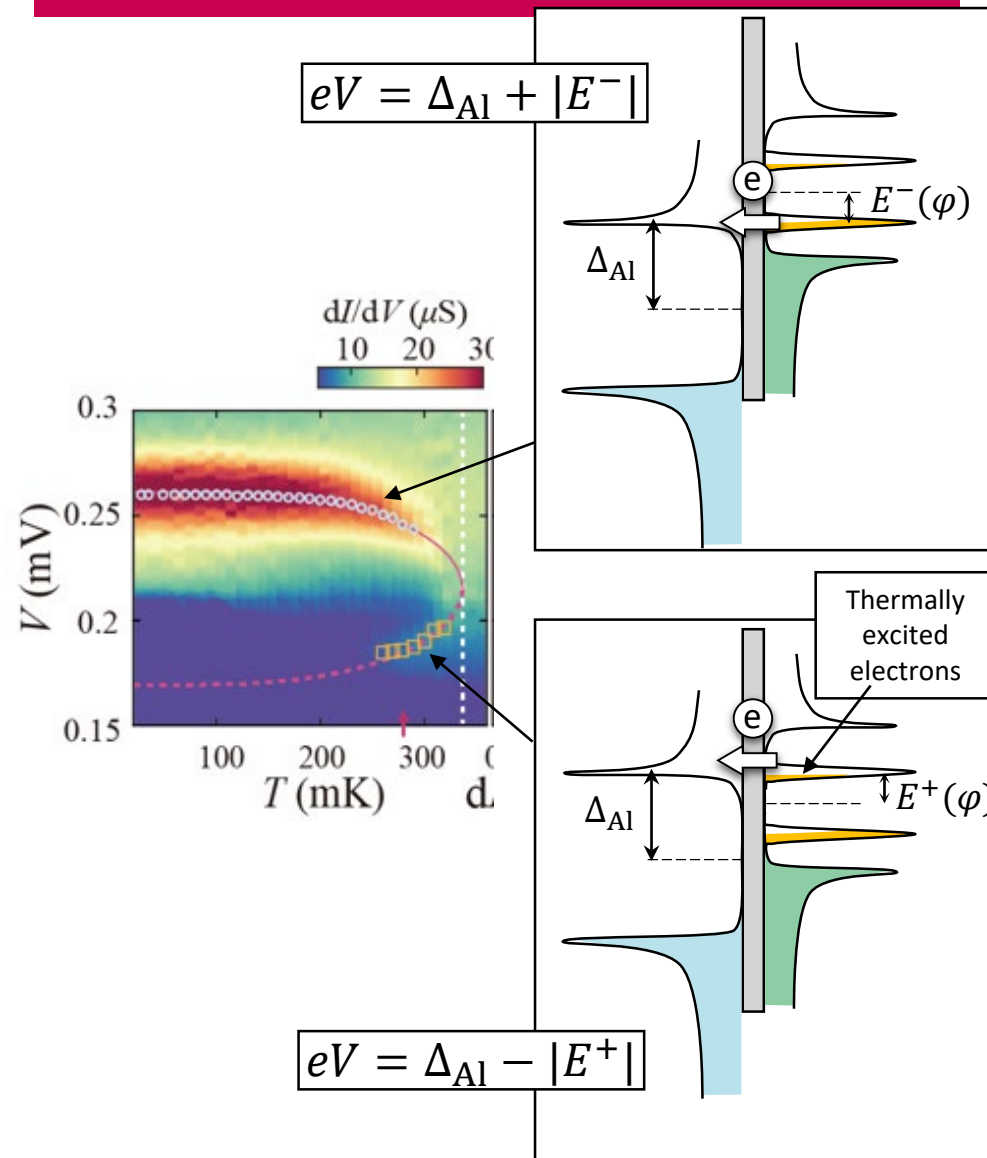 eV = Δ_Al + |E⁻|
e
E⁻(φ)
Δ_Al
dI/dV (μS)
10 20
0.3
0.25
0.2
0.15
V (mV)
100 200 300
T (mK)
Thermally
excited
electrons
e
E⁺(φ)
Δ_Al
eV = Δ_Al − |E⁺|